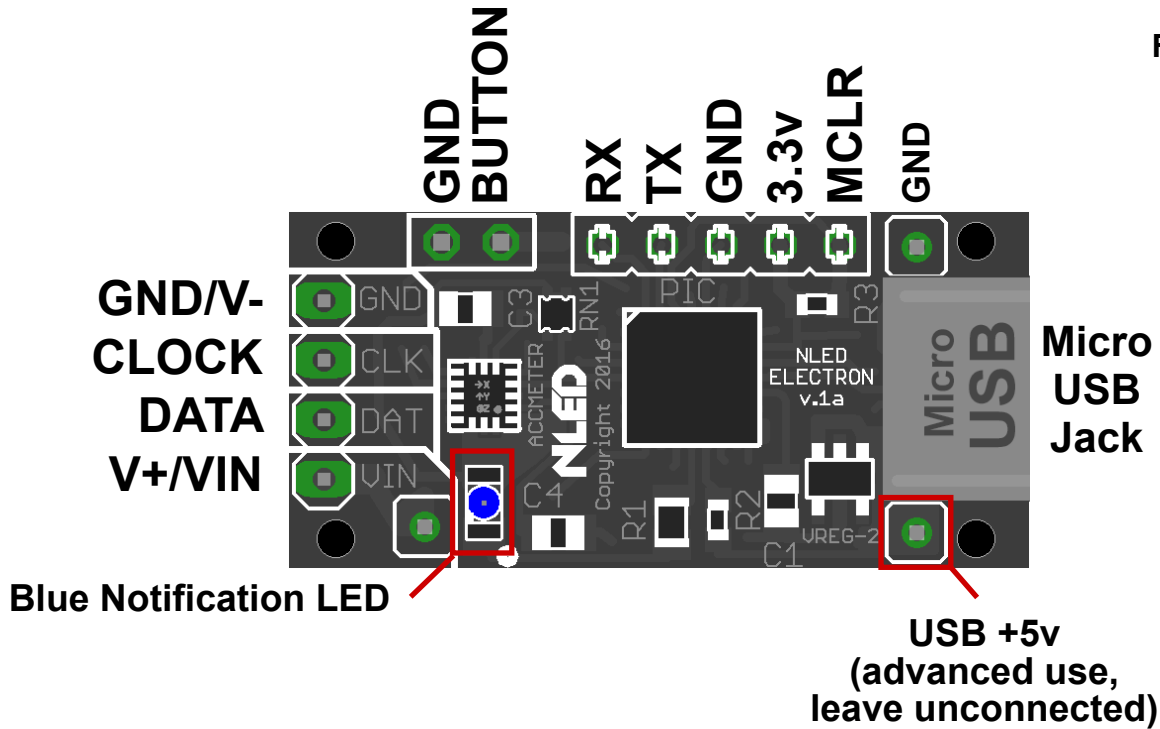 F
GND
BUTTON
RX
TX
GND
3.3v
MCLR
GND
GND/V-
CLOCK
DATA
V+/VIN
GND
CLK
DAT
VIN
C3
RN1
PIC
R3
X
Y
Z
ACCMETER
NLED
Copyright 2016
NLED
ELECTRON
v.1a
Micro
USB
Micro
USB
Jack
C4
R1
R2
C1
VREG-2
Blue Notification LED
USB +5v
(advanced use,
leave unconnected)